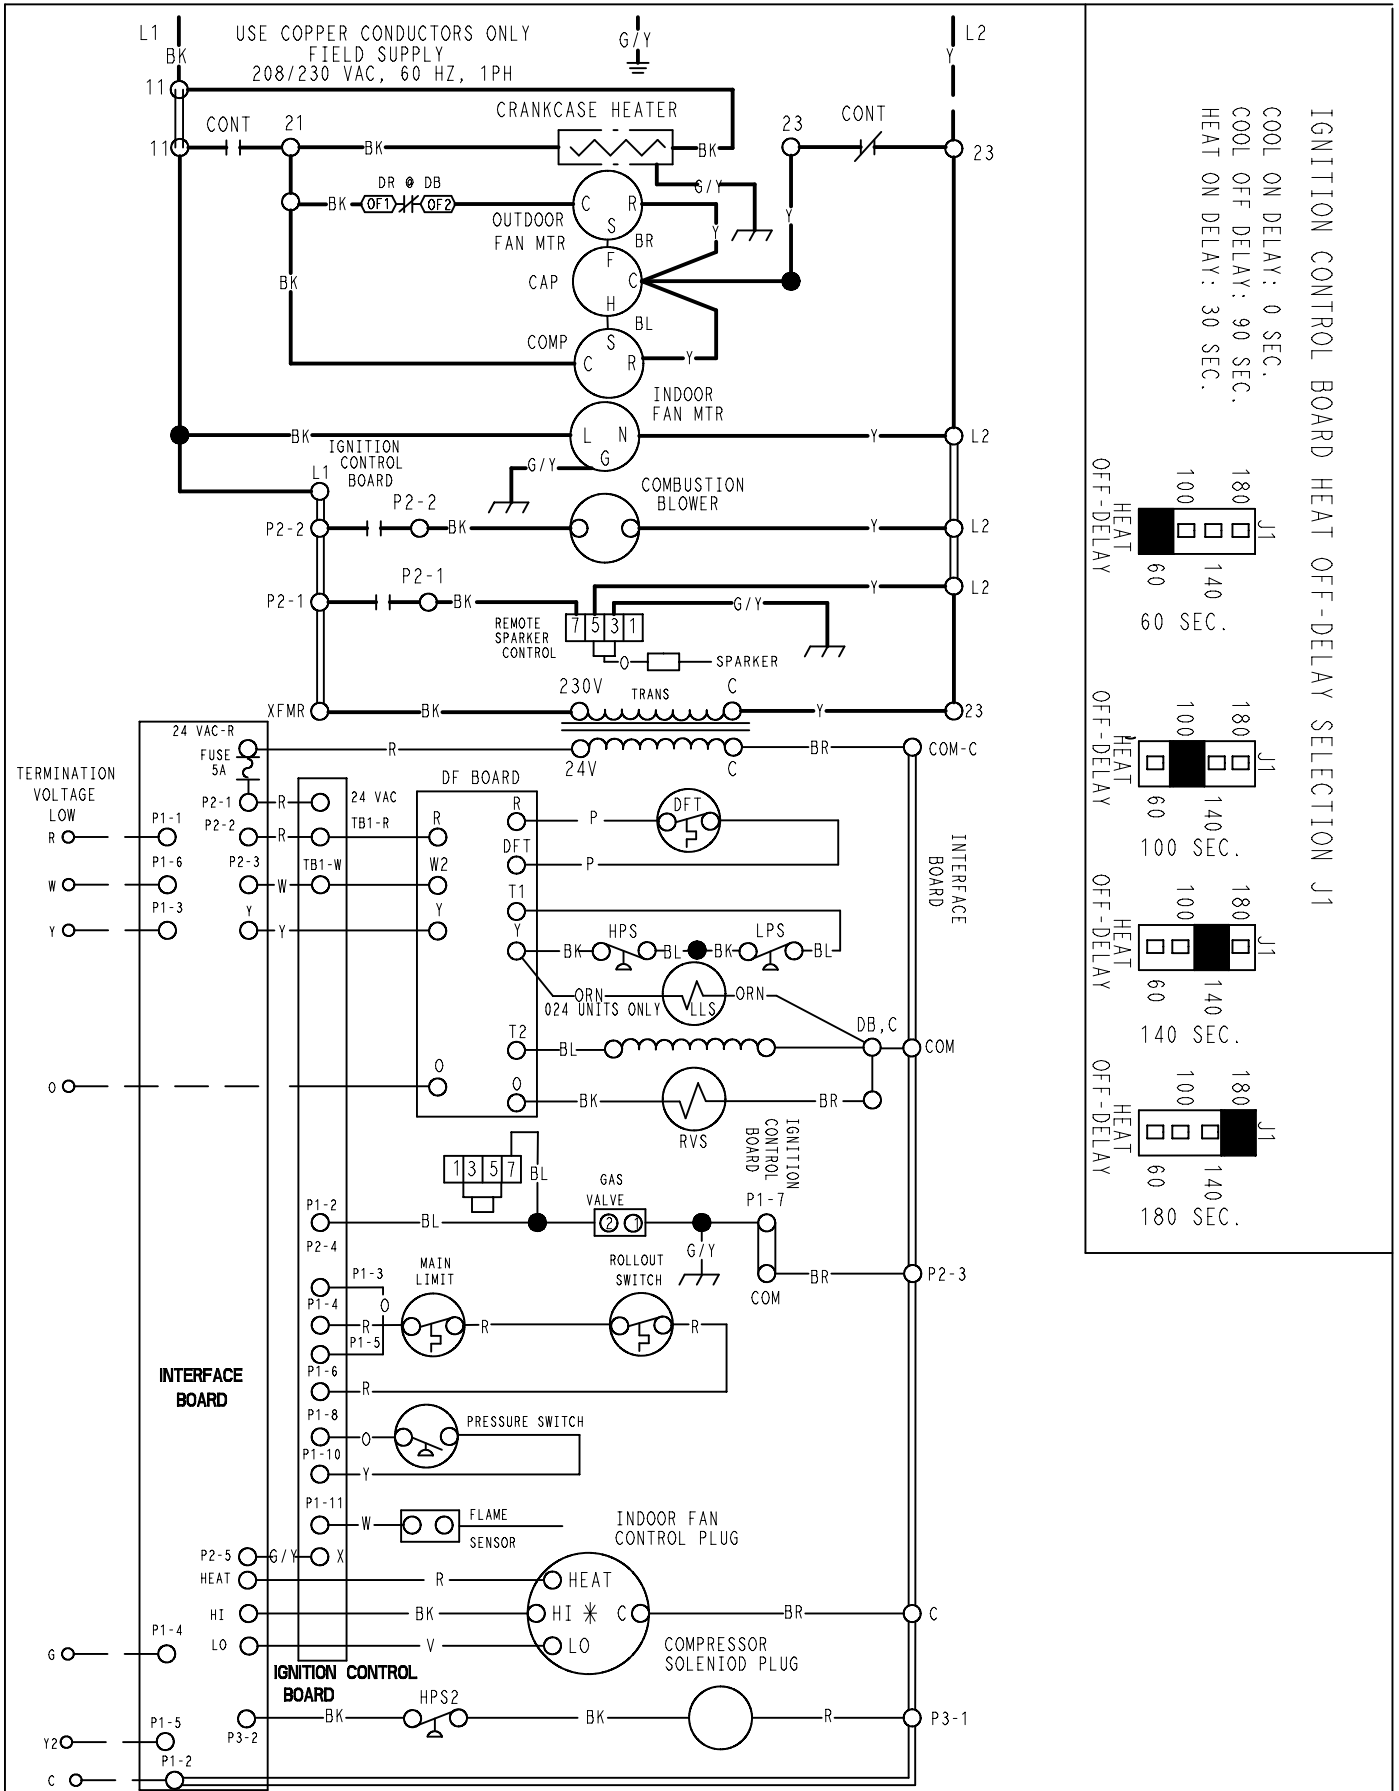 L1
BK
USE COPPER CONDUCTORS ONLY
FIELD SUPPLY
208/230 VAC, 60 HZ, 1PH
G/Y
L2
Y
11
CRANKCASE HEATER
CONT
21
23
CONT
11
BK
BK
23
G/Y
DR @ DB
BK
OF1
OF2
C
R
S
OUTDOOR
FAN MTR
BR
Y
Y
F
CAP
C
H
BK
BL
COMP
S
C
R
Y
INDOOR
FAN MTR
BK
L
N
G
Y
L2
IGNITION
CONTROL
BOARD
G/Y
L1
P2-2
COMBUSTION
BLOWER
P2-2
BK
Y
L2
P2-1
P2-1
BK
Y
L2
G/Y
REMOTE
SPARKER
CONTROL
7
5
3
1
O
SPARKER
230V
TRANS
C
XFMR
BK
Y
23
24 VAC-R
FUSE
5A
R
24V
C
BR
COM-C
TERMINATION
VOLTAGE
LOW
DF BOARD
P2-1
R
24 VAC
R
P
DFT
R
P1-1
P2-2
R
TB1-R
R
DFT
P
INTERFACE
BOARD
W
P1-6
P2-3
W
TB1-W
W2
T1
Y
P1-3
Y
Y
Y
Y
BK
HPS
BL
BK
LPS
BL
ORN
024 UNITS ONLY
LLS
ORN
DB,C
T2
BL
COM
O
O
O
BK
BR
RVS
IGNITION
CONTROL
BOARD
1
3
5
7
BL
GAS
VALVE
P1-7
P1-2
BL
2
1
P2-4
G/Y
BR
P2-3
COM
P1-3
MAIN
LIMIT
ROLLOUT
SWITCH
P1-4
O
R
R
R
P1-5
P1-6
R
INTERFACE
BOARD
P1-8
O
PRESSURE SWITCH
P1-10
Y
P1-11
W
FLAME
SENSOR
INDOOR FAN
CONTROL PLUG
P2-5
G/Y
X
HEAT
R
HEAT
HI
BK
HI
C
BR
C
P1-4
LO
V
LO
G
COMPRESSOR
SOLENIOD PLUG
IGNITION CONTROL
BOARD
HPS2
P1-5
P3-2
BK
BK
R
P3-1
Y2
P1-2
C
IGNITION CONTROL BOARD HEAT OFF-DELAY SELECTION J1
COOL ON DELAY: 0 SEC.
COOL OFF DELAY: 90 SEC.
HEAT ON DELAY: 30 SEC.
J1
180
100
140
60
HEAT
OFF-DELAY
60 SEC.
J1
180
100
140
60
HEAT
OFF-DELAY
100 SEC.
J1
180
100
140
60
HEAT
OFF-DELAY
140 SEC.
J1
180
100
140
60
HEAT
OFF-DELAY
180 SEC.